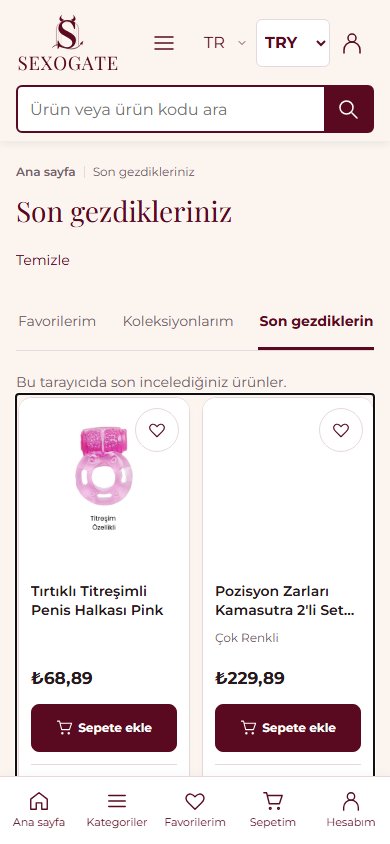 SEXOGATE
TR
TRY
Ürün veya ürün kodu ara
Ana sayfa
Son gezdikleriniz
Son gezdikleriniz
Temizle
Favorilerim
Koleksiyonlarım
Son gezdiklerin
Bu tarayıcıda son incelediğiniz ürünler.
Titreşim
Özellikli
Tırtıklı Titreşimli
Penis Halkası Pink
₺68,89
Sepete ekle
Pozisyon Zarları
Kamasutra 2'li Set...
Çok Renkli
₺229,89
Sepete ekle
Ana sayfa
Kategoriler
Favorilerim
Sepetim
Hesabım